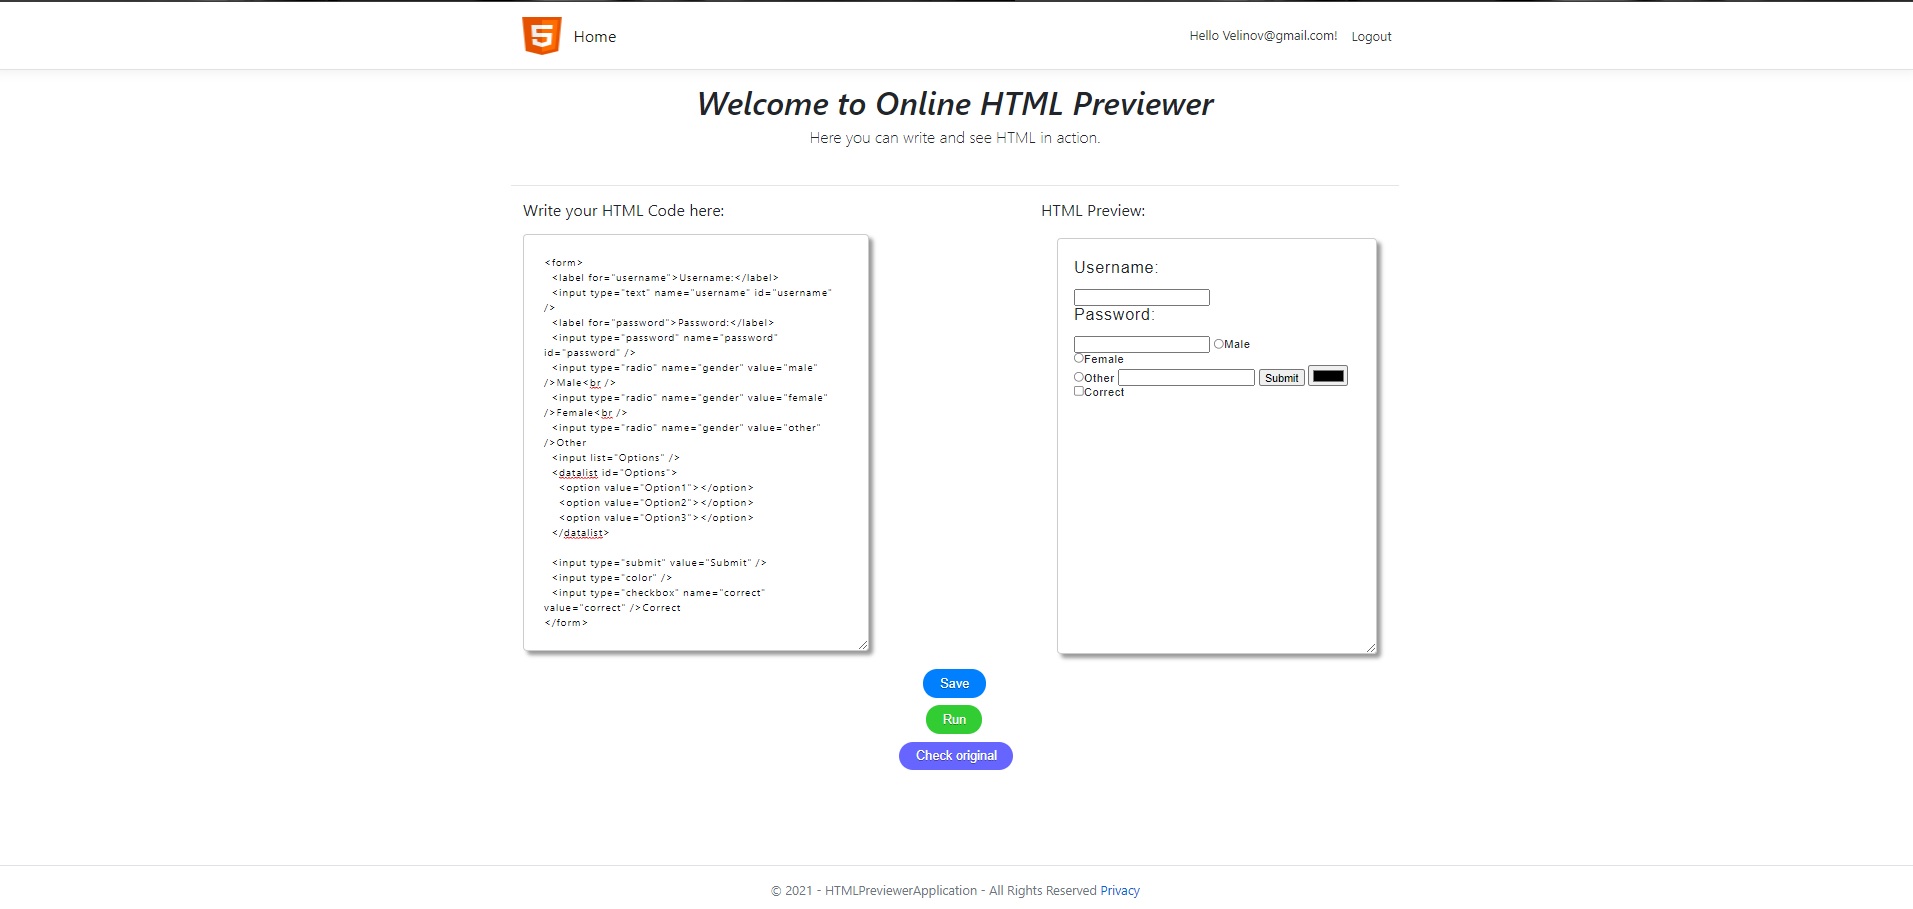 5
Home
Hello Velinov@gmail.com!
Logout
Welcome to Online HTML Previewer
Here you can write and see HTML in action.
Write your HTML Code here:
<form>
<label for="username">Username:</label>
<input type="text" name="username" id="username"
/>
<label for="password">Password:</label>
<input type="password" name="password"
id="password" />
<input type="radio" name="gender" value="male"
/>Male<br />
<input type="radio" name="gender" value="female"
/>Female<br />
<input type="radio" name="gender" value="other"
/>Other
<input list="Options" />
<datalist id="Options">
<option value="Option1"></option>
<option value="Option2"></option>
<option value="Option3"></option>
</datalist>
<input type="submit" value="Submit" />
<input type="color" />
<input type="checkbox" name="correct"
value="correct" />Correct
</form>
HTML Preview:
Username:
Password:
Male
Female
Other Submit
Correct
Save
Run
Check original
© 2021 - HTMLPreviewerApplication - All Rights Reserved Privacy